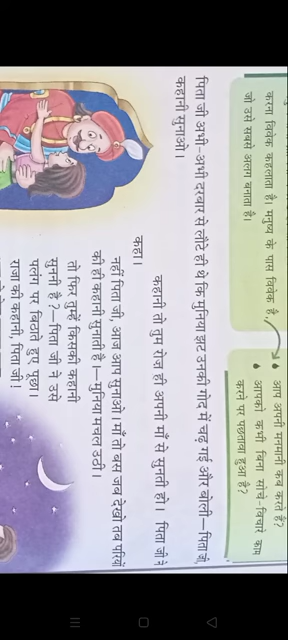 करना विवेक कहलाता है। मनुष्य के पास विवेक है,
जो उसे सबसे अलग बनाता है।
आप अपनी मनमानी कब करते हैं?
आपको कभी बिना सोचे-विचारे काम
करने पर पछतावा हुआ है?
पिता जी अभी-अभी दरबार से लौटे ही थे कि मुनिया झट उनकी गोद में चढ़ गई और बोली—पिता जी,
कहानी सुनाओ।
कहानी तो तुम रोज़ ही अपनी माँ से सुनती हो। पिता जी ने
कहा।
नहीं पिता जी, आज आप सुनाओ। माँ तो बस जब देखो तब परियों
की ही कहानी सुनाती है।—मुनिया मचल उठी।
तो फिर तुम्हें किसकी कहानी
सुननी है?—पिता जी ने उसे
पलंग पर बिठाते हुए पूछा।
राजा की कहानी, पिता जी!